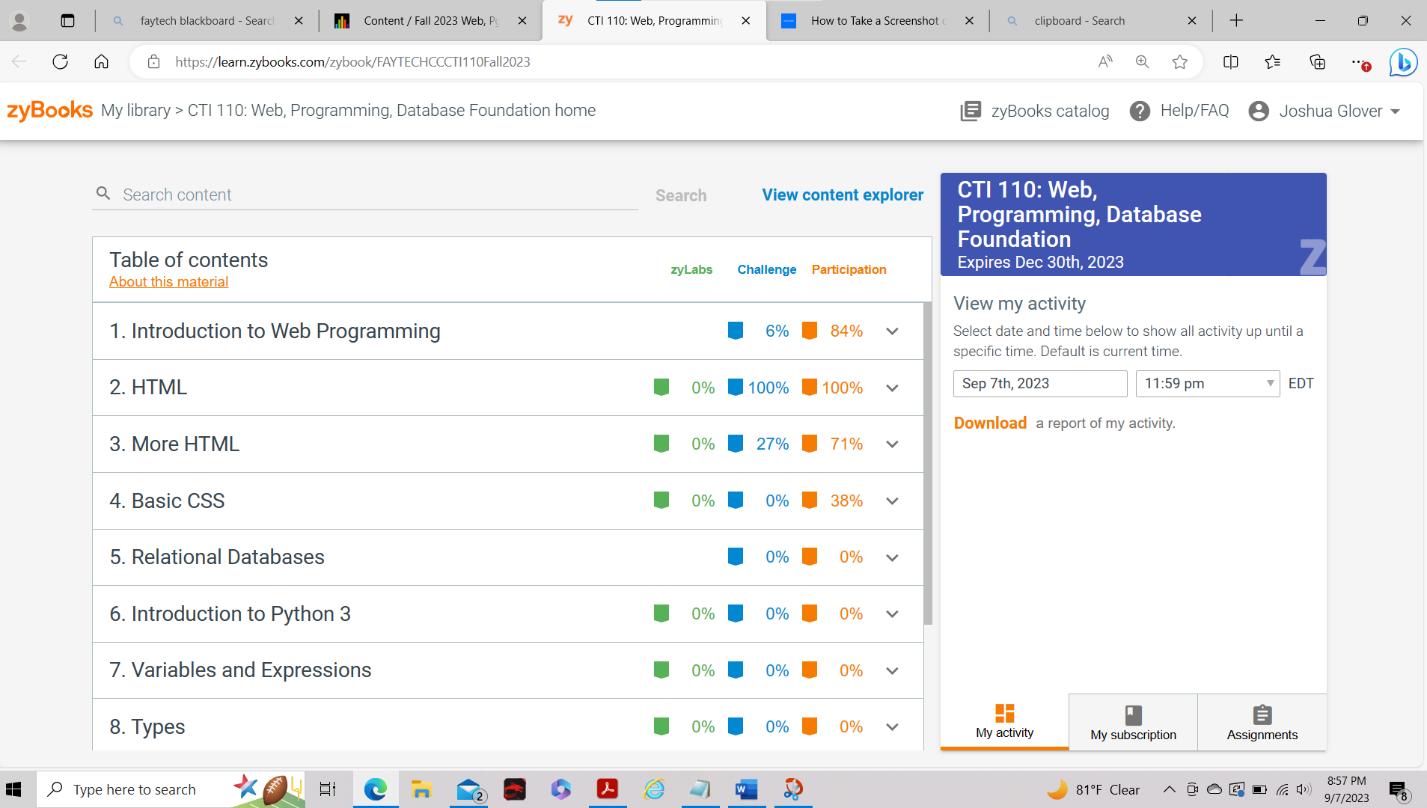 faytech blackboard - Searc
Content / Fall 2023 Web, Pr
zy CTI 110: Web, Programmin
How to Take a Screenshot o
clipboard - Search
https://learn.zybooks.com/zybook/FAYTECHCCCTI110Fall2023
zyBooks My library > CTI 110: Web, Programming, Database Foundation home
zyBooks catalog
Help/FAQ
Joshua Glover
Search content
Search
View content explorer
Table of contents
About this material
zyLabs Challenge Participation
1. Introduction to Web Programming 6% 84%
2. HTML 0% 100% 100%
3. More HTML 0% 27% 71%
4. Basic CSS 0% 0% 38%
5. Relational Databases 0% 0%
6. Introduction to Python 3 0% 0% 0%
7. Variables and Expressions 0% 0% 0%
8. Types 0% 0% 0%
CTI 110: Web,
Programming, Database
Foundation
Expires Dec 30th, 2023
View my activity
Select date and time below to show all activity up until a
specific time. Default is current time.
Sep 7th, 2023 11:59 pm EDT
Download a report of my activity.
My activity
My subscription
Assignments
Type here to search
2
81°F Clear
8:57 PM
9/7/2023
8